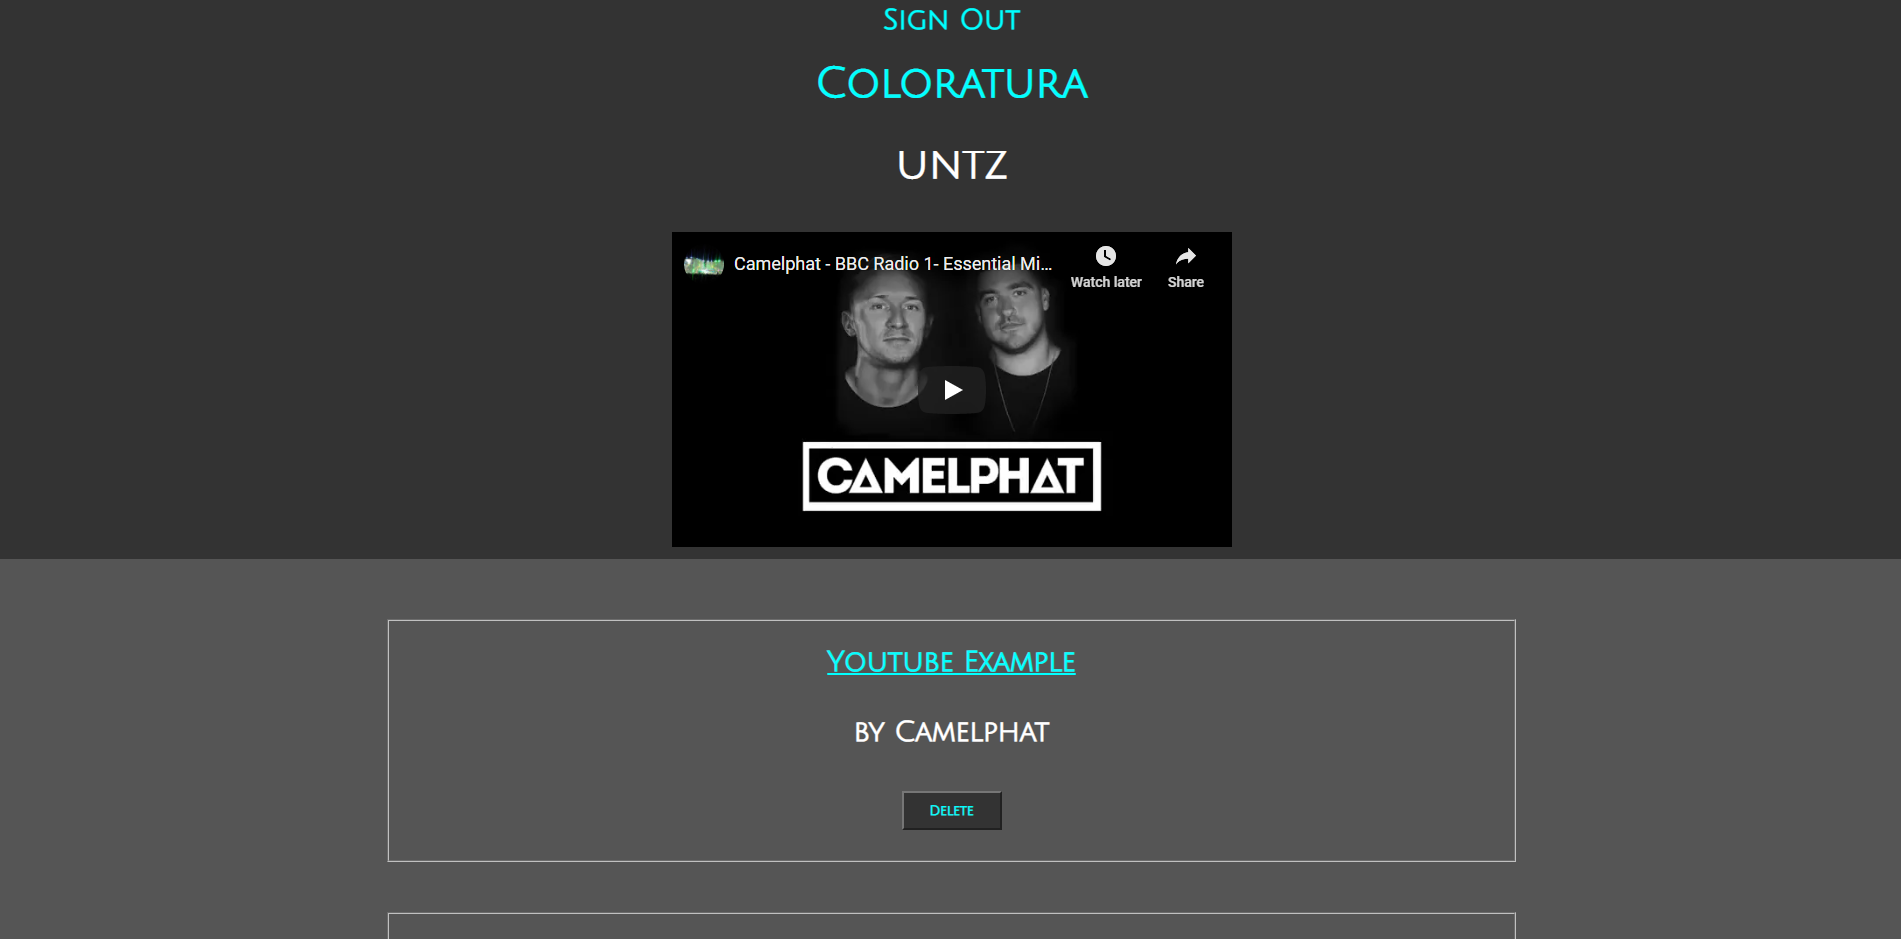 Sign Out
Coloratura
UNTZ
Camelphat - BBC Radio 1- Essential Mi...
Watch later
Share
CAMELPHAT
Youtube Example
by Camelphat
Delete